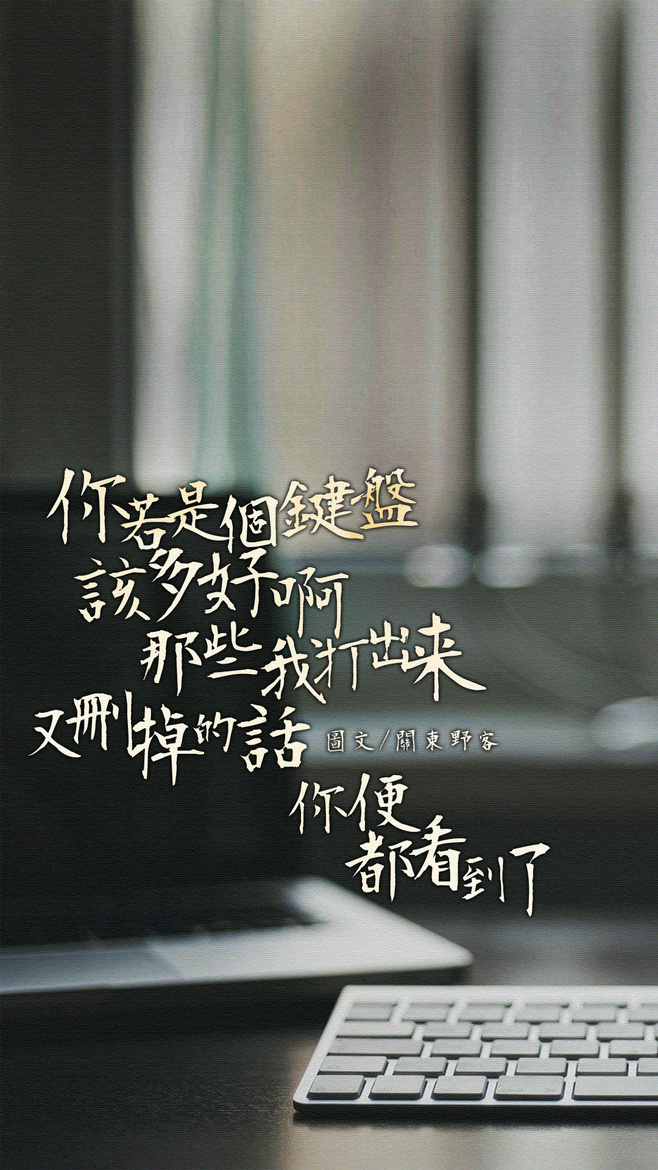 你若是個鍵盤
該多好啊
那些我打出来
又刪掉的話
圖文/關東野客
你便
都看到了